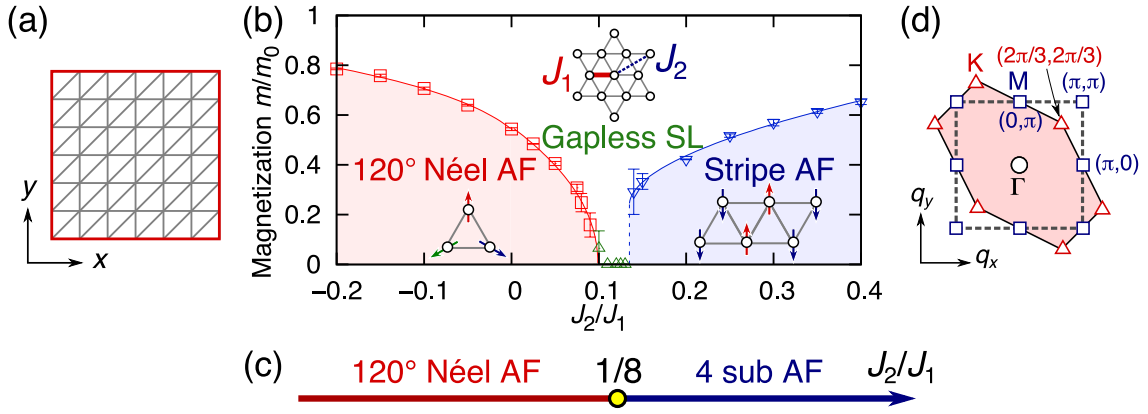 (a)
y
x
(b)
Magnetization m/m0
1
0.8
0.6
0.4
0.2
0
−0.2
−0.1
0
0.1
0.2
0.3
0.4
J2/J1
J1
J2
Gapless SL
120° Néel AF
Stripe AF
(d)
K
(2π/3,2π/3)
M
(π,π)
(0,π)
(π,0)
Γ
qy
qx
(c)
120° Néel AF
1/8
4 sub AF
J2/J1